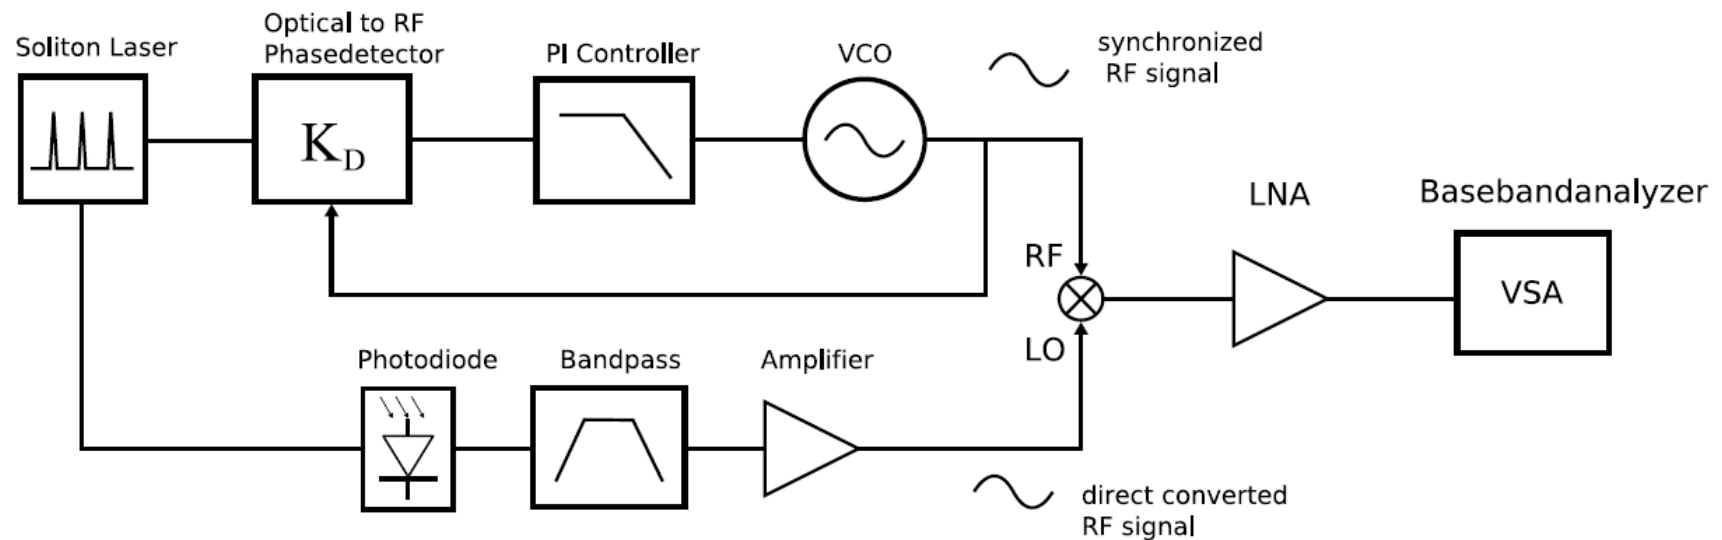 Soliton Laser
Optical to RF
Phasedetector
PI Controller
VCO
synchronized
RF signal
K_D
LNA
Basebandanalyzer
RF
VSA
LO
Photodiode
Bandpass
Amplifier
direct converted
RF signal